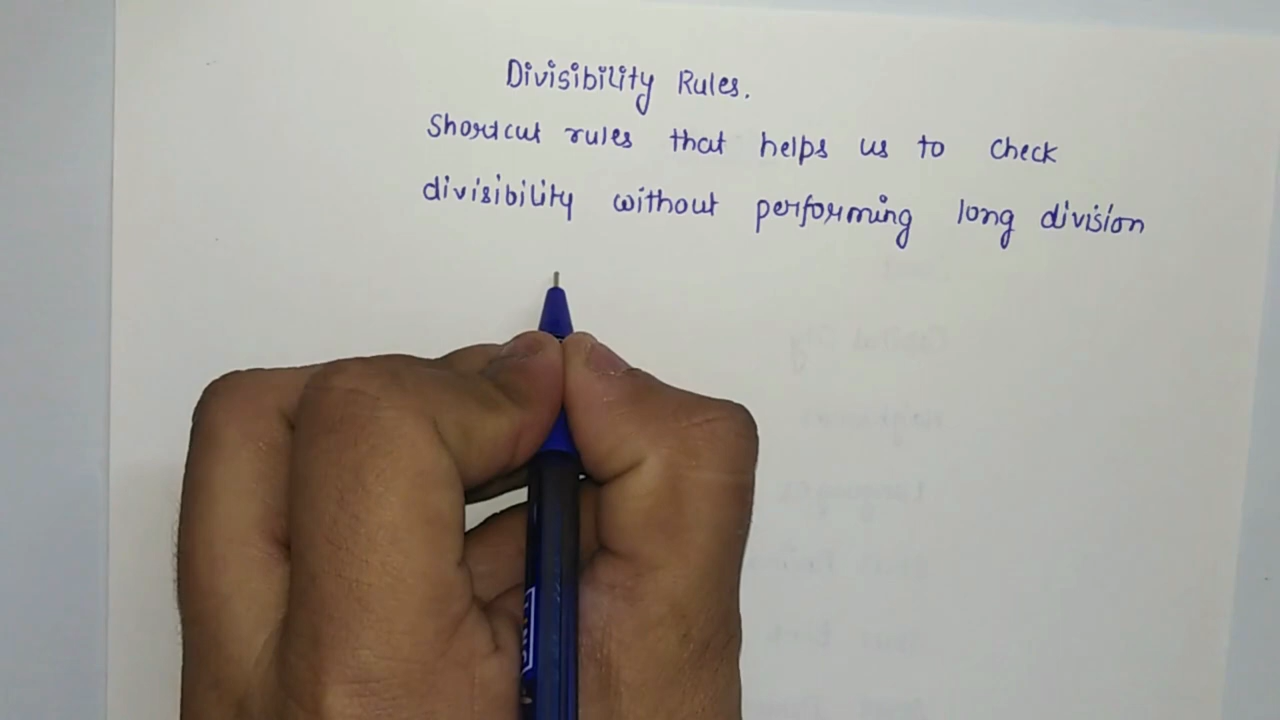 Divisibility Rules.
Shortcut rules that helps us to check
divisibility without performing long division